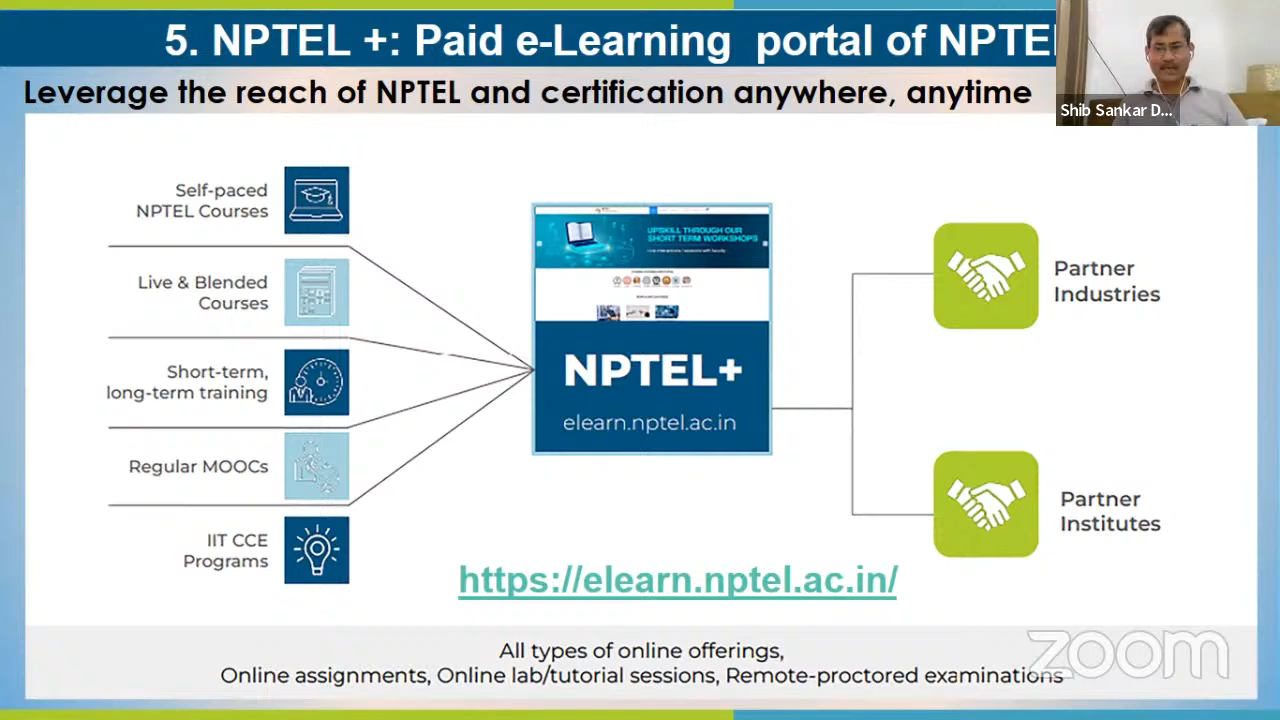 5. NPTEL +: Paid e-Learning portal of NPTE
Leverage the reach of NPTEL and certification anywhere, anytime
Shib Sankar D...
Self-paced
NPTEL Courses
Live & Blended
Courses
Short-term,
long-term training
Regular MOOCs
IIT CCE
Programs
UPSKILL THROUGH OUR
SHORT TERM WORKSHOPS
NPTEL+
elearn.nptel.ac.in
Partner
Industries
Partner
Institutes
https://elearn.nptel.ac.in/
All types of online offerings,
Online assignments, Online lab/tutorial sessions, Remote-proctored examinations
zoom